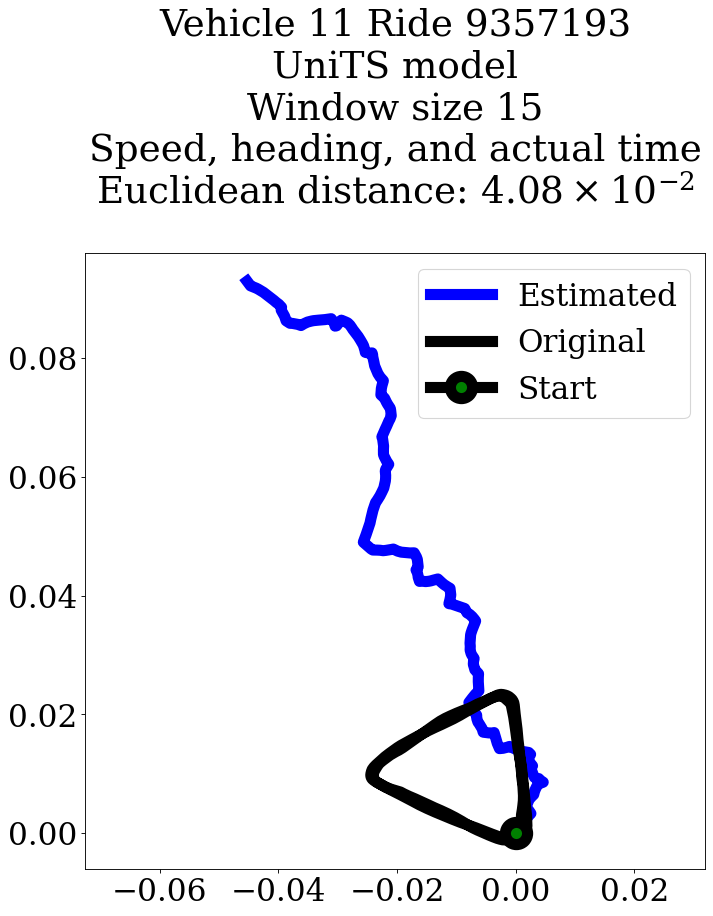 Vehicle 11 Ride 9357193
UniTS model
Window size 15
Speed, heading, and actual time
Euclidean distance: 4.08 × 10⁻²
Estimated
Original
Start
0.08
0.06
0.04
0.02
0.00
−0.06 −0.04 −0.02 0.00 0.02